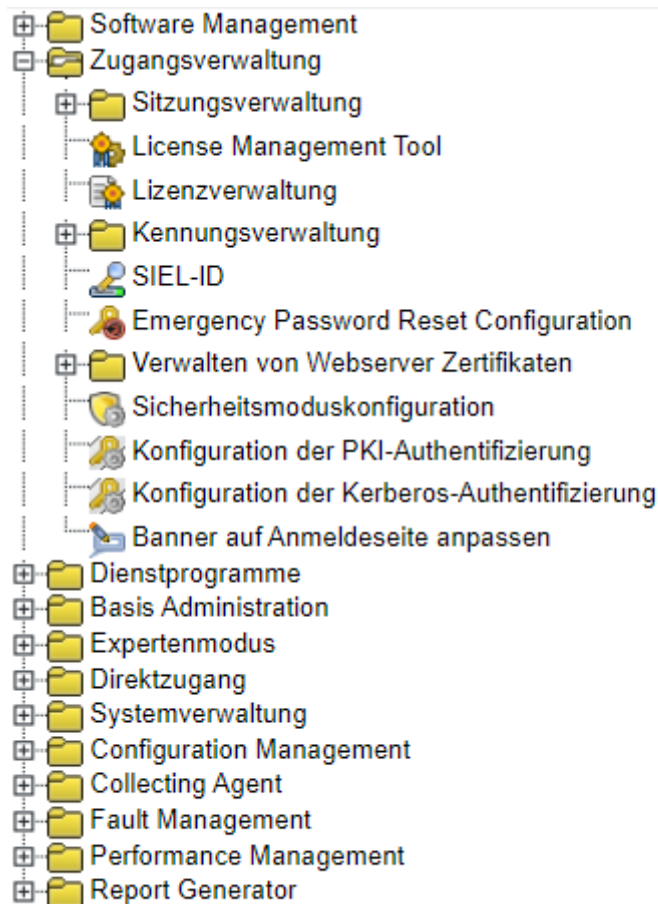 Software Management
Zugangsverwaltung
Sitzungsverwaltung
License Management Tool
Lizenzverwaltung
Kennungsverwaltung
SIEL-ID
Emergency Password Reset Configuration
Verwalten von Webserver Zertifikaten
Sicherheitsmoduskonfiguration
Konfiguration der PKI-Authentifizierung
Konfiguration der Kerberos-Authentifizierung
Banner auf Anmeldeseite anpassen
Dienstprogramme
Basis Administration
Expertenmodus
Direktzugang
Systemverwaltung
Configuration Management
Collecting Agent
Fault Management
Performance Management
Report Generator